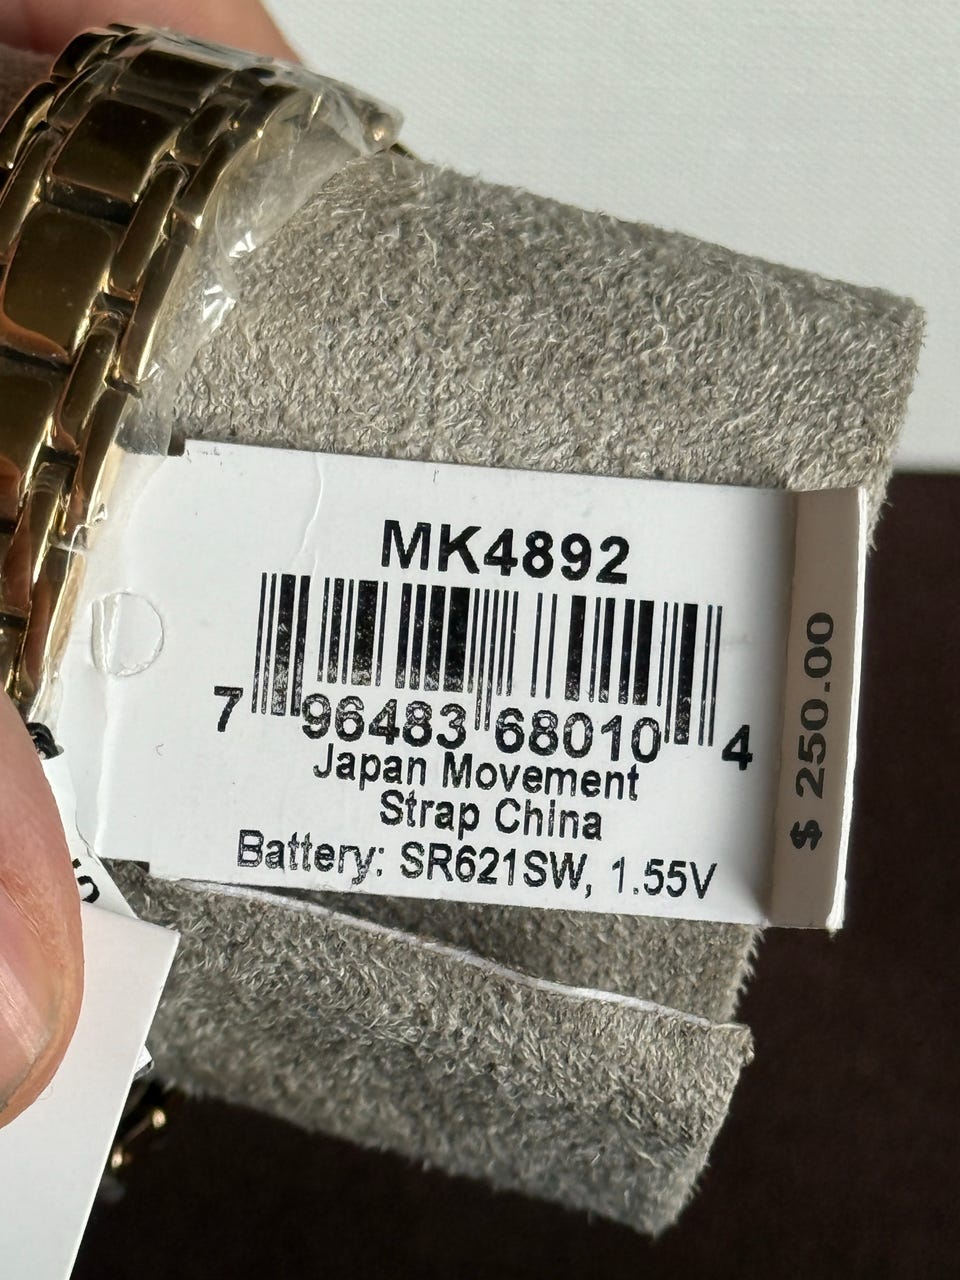 MK4892
7 96483 68010 4
Japan Movement
Strap China
Battery: SR621SW, 1.55V
$ 250.00